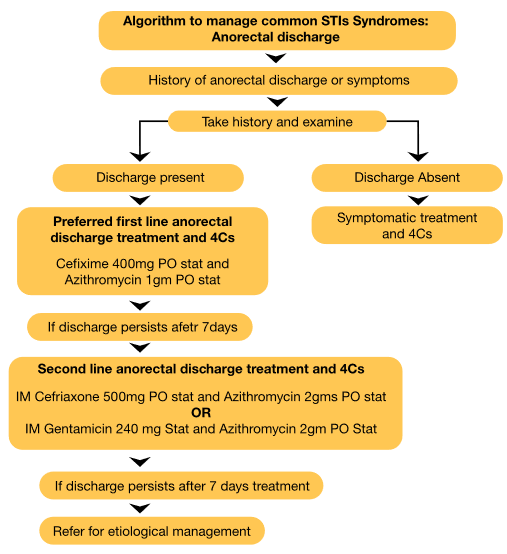 Algorithm to manage common STIs Syndromes:
Anorectal discharge
History of anorectal discharge or symptoms
Take history and examine
Discharge present
Discharge Absent
Preferred first line anorectal
discharge treatment and 4Cs
Cefixime 400mg PO stat and
Azithromycin 1gm PO stat
Symptomatic treatment
and 4Cs
If discharge persists afetr 7days
Second line anorectal discharge treatment and 4Cs
IM Cefriaxone 500mg PO stat and Azithromycin 2gms PO stat
OR
IM Gentamicin 240 mg Stat and Azithromycin 2gm PO Stat
If discharge persists after 7 days treatment
Refer for etiological management